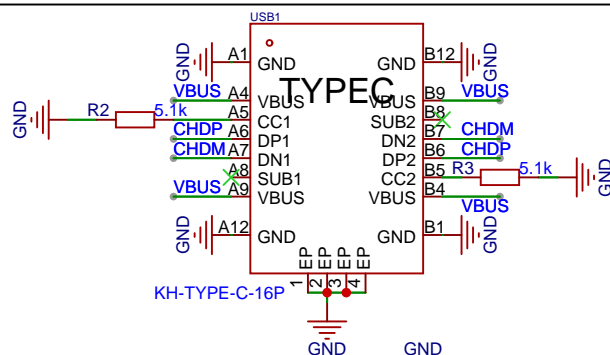 USB1
GND A1 GND TYPEC GND B12 GND
VBUS A4 VBUS VBUS B9 VBUS
GND R2 5.1k A5 CC1 SUB2 B8
CHDP A6 DP1 DN2 B7 CHDM
CHDM A7 DN1 DP2 B6 CHDP
A8 SUB1 CC2 B5 R3 5.1k GND
VBUS A9 VBUS VBUS B4 VBUS
GND A12 GND GND B1 GND
EP EP EP EP
1 2 3 4
KH-TYPE-C-16P
GND GND